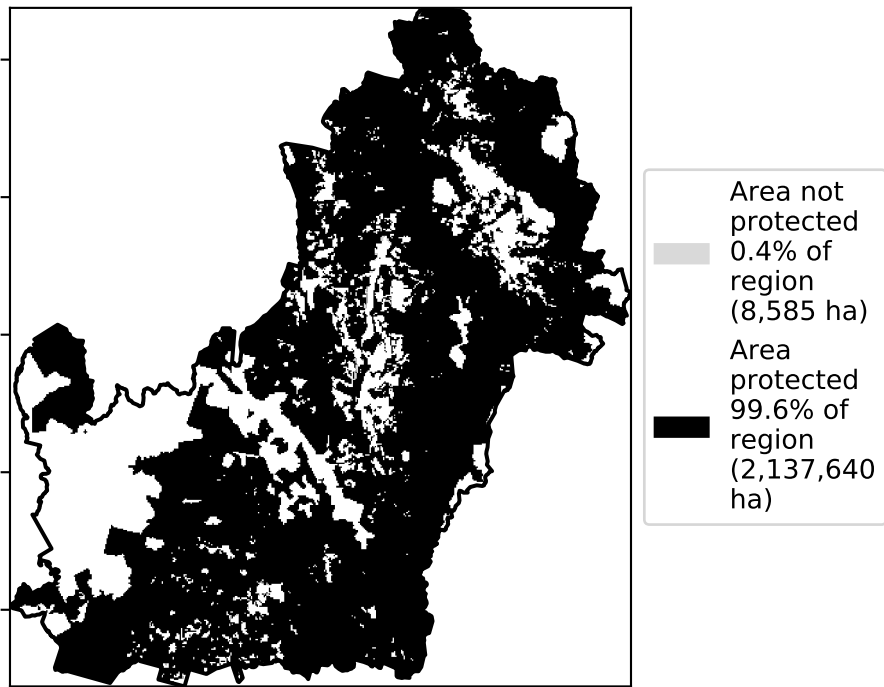 Area not
protected
0.4% of
region
(8,585 ha)
Area
protected
99.6% of
region
(2,137,640
ha)